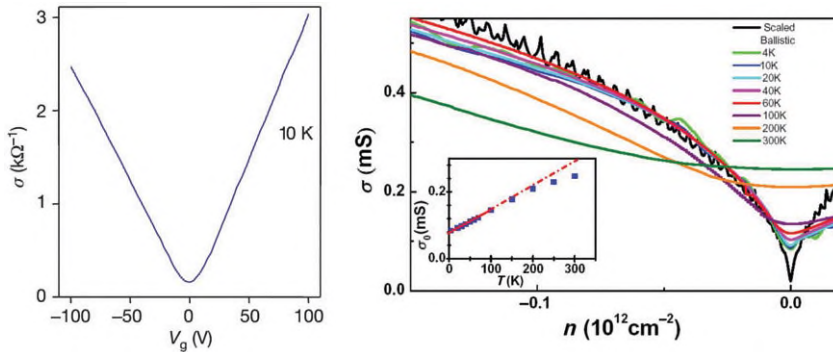 3
2
1
0
σ (kΩ⁻¹)
10 K
−100
−50
0
50
100
V_g (V)
0.4
0.2
0.0
σ (mS)
Scaled
Ballistic
4K
10K
20K
40K
60K
100K
200K
300K
0.2
0.0
σ₀(mS)
0
100
200
300
T(K)
−0.1
0.0
n (10¹²cm⁻²)